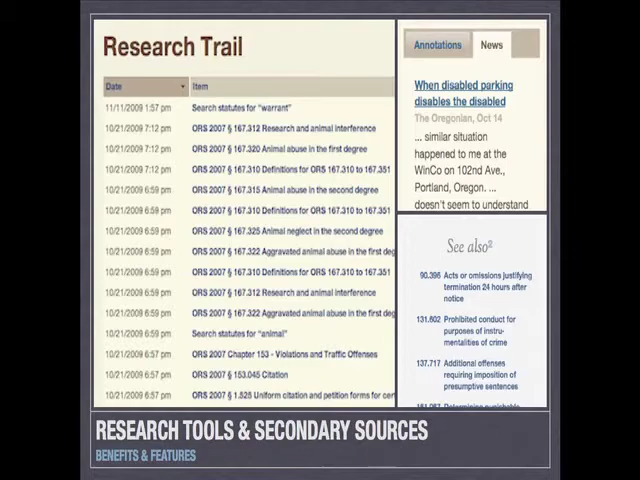 Research Trail
Date Item
11/11/2009 1:57 pm Search statutes for "warrant"
10/21/2009 7:12 pm ORS 2007 § 167.312 Research and animal interference
10/21/2009 7:12 pm ORS 2007 § 167.320 Animal abuse in the first degree
10/21/2009 7:12 pm ORS 2007 § 167.310 Definitions for ORS 167.310 to 167.351
10/21/2009 6:59 pm ORS 2007 § 167.315 Animal abuse in the second degree
10/21/2009 6:59 pm ORS 2007 § 167.310 Definitions for ORS 167.310 to 167.351
10/21/2009 6:59 pm ORS 2007 § 167.325 Animal neglect in the second degree
10/21/2009 6:59 pm ORS 2007 § 167.322 Aggravated animal abuse in the first deg
10/21/2009 6:59 pm ORS 2007 § 167.310 Definitions for ORS 167.310 to 167.351
10/21/2009 6:59 pm ORS 2007 § 167.312 Research and animal interference
10/21/2009 6:59 pm ORS 2007 § 167.322 Aggravated animal abuse in the first deg
10/21/2009 6:59 pm Search statutes for "animal"
10/21/2009 6:57 pm ORS 2007 Chapter 153 - Violations and Traffic Offenses
10/21/2009 6:57 pm ORS 2007 § 153.045 Citation
10/21/2009 6:57 pm ORS 2007 § 1.528 Uniform citation and petition forms for cer
Annotations News
When disabled parking
disables the disabled
The Oregonian, Oct 14
... similar situation
happened to me at the
WinCo on 102nd Ave.,
Portland, Oregon. ...
doesn't seem to understand
See also²
90.396 Acts or omissions justifying
termination 24 hours after
notice
131.602 Prohibited conduct for
purposes of instru-
mentalities of crime
137.717 Additional offenses
requiring imposition of
presumptive sentences
Determining punishable
RESEARCH TOOLS & SECONDARY SOURCES
BENEFITS & FEATURES